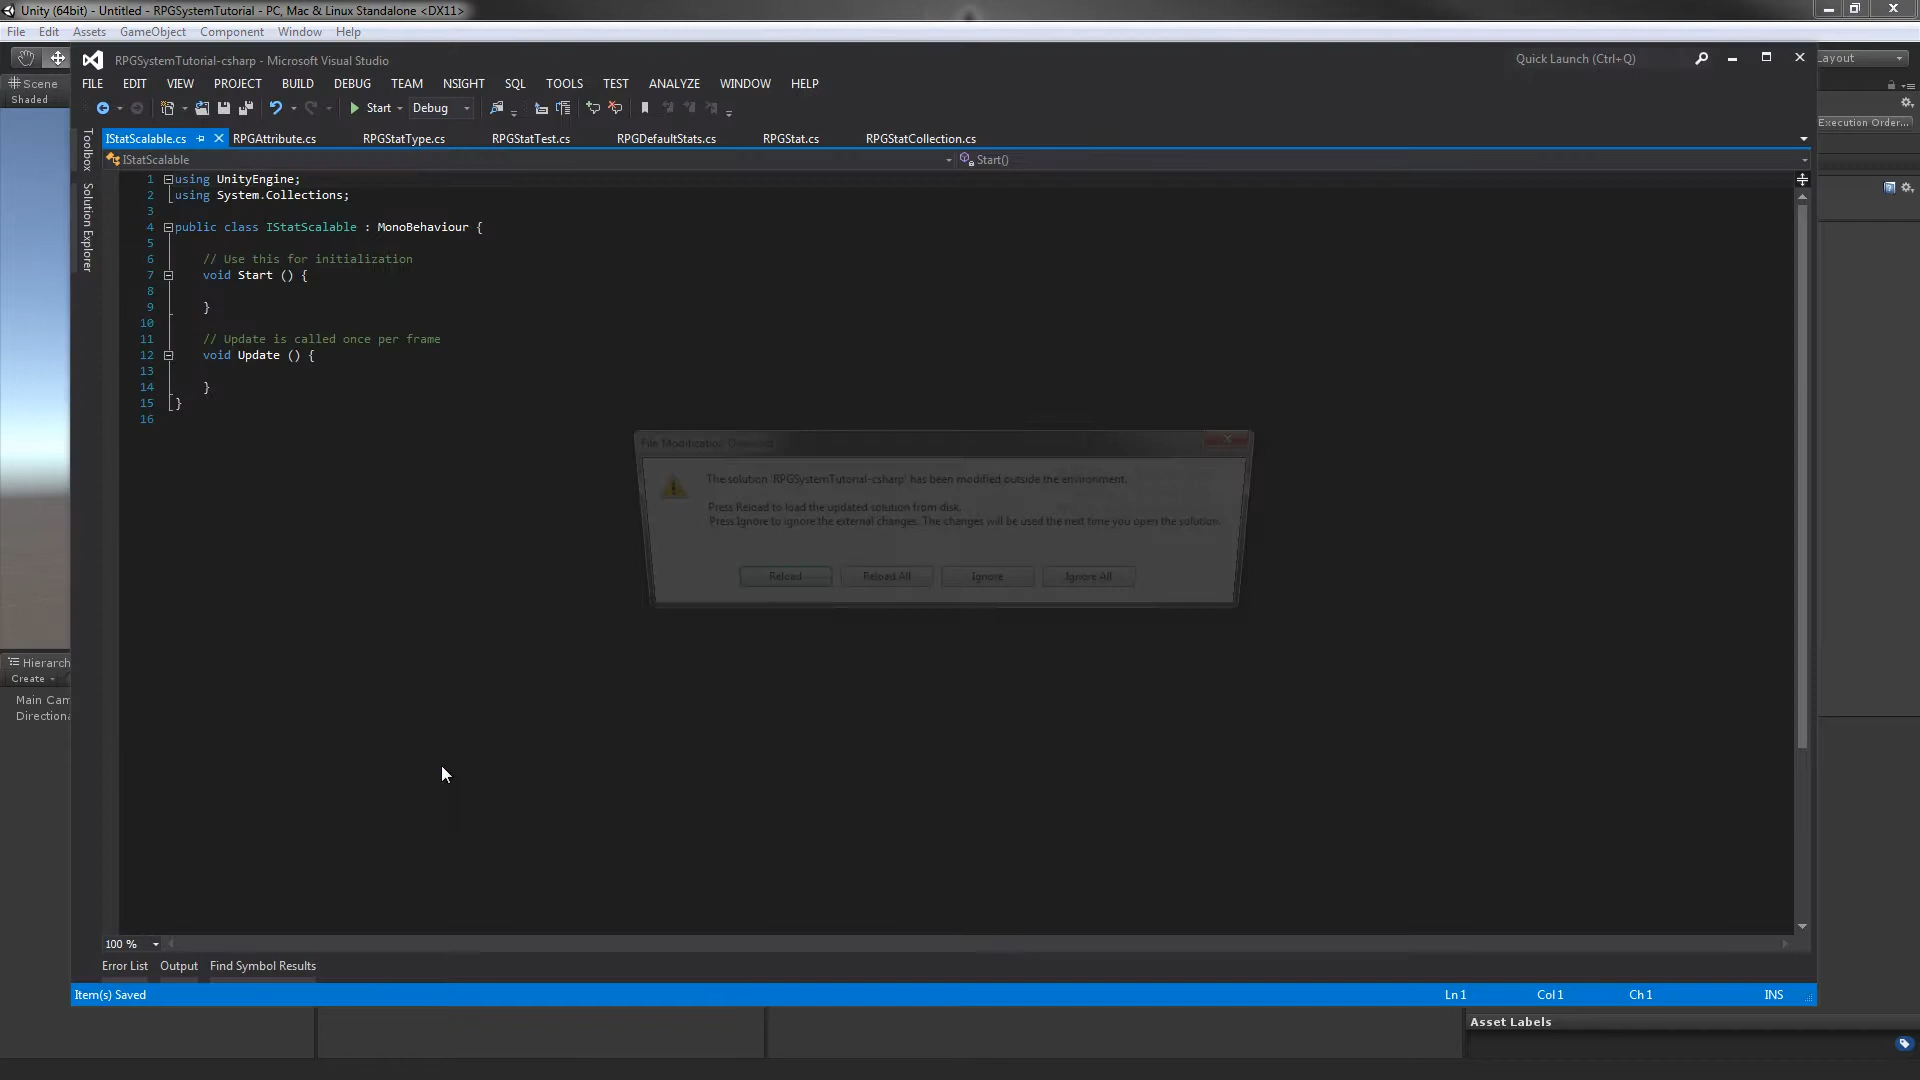 Unity (64bit) - Untitled - RPGSystemTutorial - PC, Mac & Linux Standalone <DX11>
File Edit Assets GameObject Component Window Help
RPGSystemTutorial-csharp - Microsoft Visual Studio
Quick Launch (Ctrl+Q)
ayout
Scene
Shaded
FILE EDIT VIEW PROJECT BUILD DEBUG TEAM NSIGHT SQL TOOLS TEST ANALYZE WINDOW HELP
Start Debug
Execution Order...
Toolbox
Solution Explorer
IStatScalable.cs RPGAttribute.cs RPGStatType.cs RPGStatTest.cs RPGDefaultStats.cs RPGStat.cs RPGStatCollection.cs
IStatScalable Start()
1 using UnityEngine;
2 using System.Collections;
3
4 public class IStatScalable : MonoBehaviour {
5
6 // Use this for initialization
7 void Start () {
8
9 }
10
11 // Update is called once per frame
12 void Update () {
13
14 }
15 }
16
File Modification
The solution 'RPGSystemTutorial-csharp' has been modified outside the environment.
Press Reload to load the updated solution from disk.
Press Ignore to ignore the external changes. The changes will be used the next time you open the solution.
Reload Reload All Ignore Ignore All
Hierarch
Create
Main Cam
Directiona
100 %
Error List Output Find Symbol Results
Item(s) Saved Ln 1 Col 1 Ch 1 INS
Asset Labels